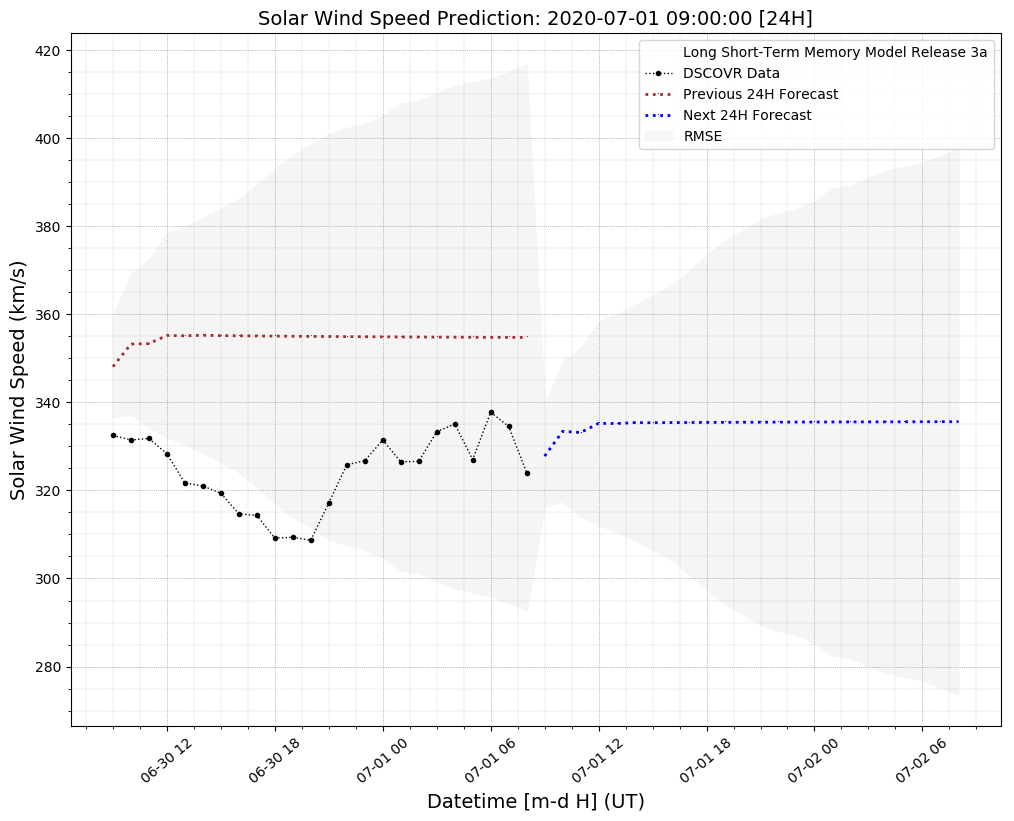 Solar Wind Speed Prediction: 2020-07-01 09:00:00 [24H]
Long Short-Term Memory Model Release 3a
DSCOVR Data
Previous 24H Forecast
Next 24H Forecast
RMSE
Solar Wind Speed (km/s)
420
400
380
360
340
320
300
280
06-30 12
06-30 18
07-01 00
07-01 06
07-01 12
07-01 18
07-02 00
07-02 06
Datetime [m-d H] (UT)